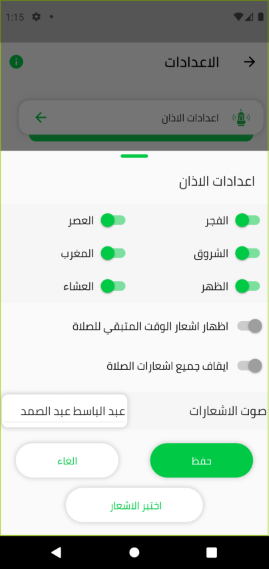 1:15
الاعدادات
اعدادات الاذان
اعدادات الاذان
الفجر العصر
الشروق المغرب
الظهر العشاء
اظهار اشعار الوقت المتبقي للصلاة
ايقاف جميع اشعارات الصلاة
صوت الاشعارات عبد الباسط عبد الصمد
حفظ الغاء
اختبر الاشعار